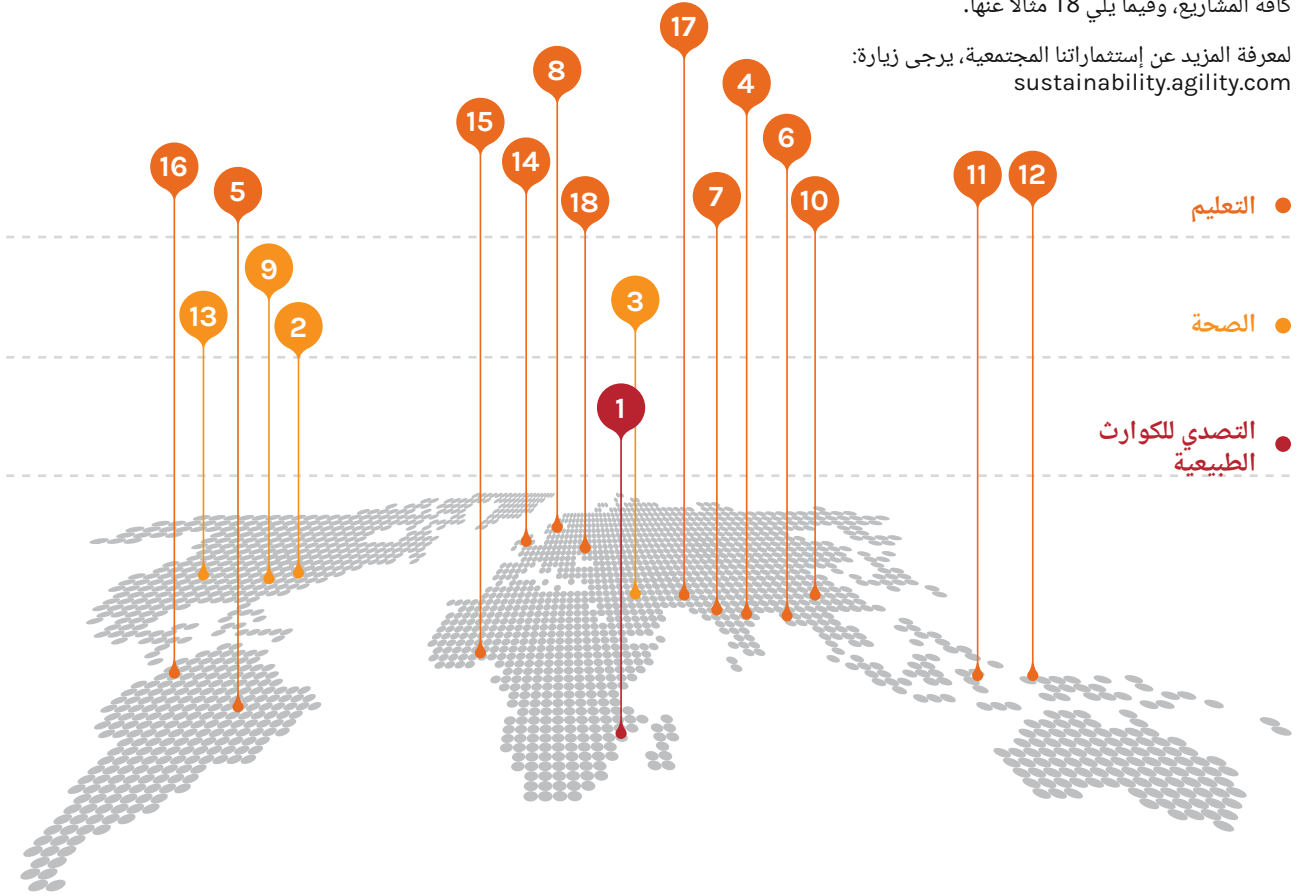 كافة المشاريع، وفيما يلي 18 مثالاً عنها.
لمعرفة المزيد عن إستثماراتنا المجتمعية، يرجى زيارة:
sustainability.agility.com
17
8
4
15
6
14
16
11
12
5
7
18
10
التعليم
9
3
13
2
الصحة
1
التصدي للكوارث
الطبيعية